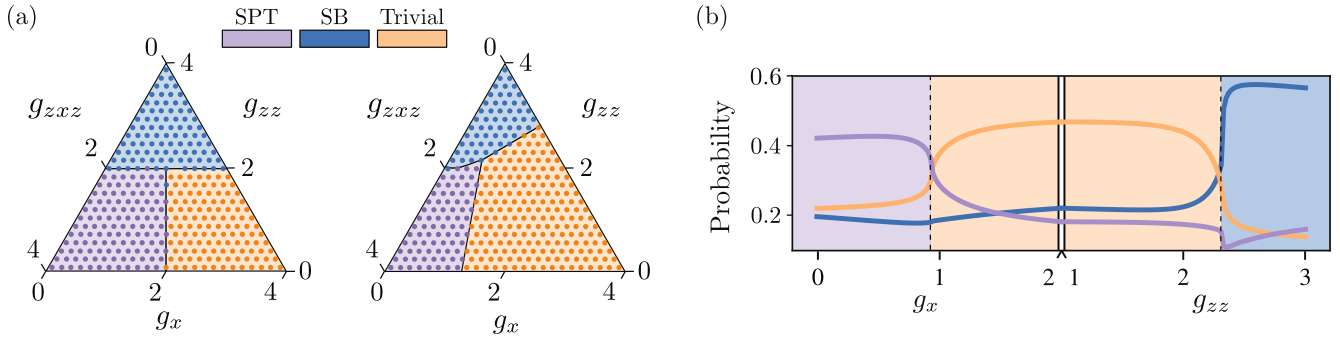 (a)
SPT SB Trivial
0 4
g_zxz g_zz
2 2
4 0
0 2 4
g_x
0 4
g_zxz g_zz
2 2
4 0
0 2 4
g_x
(b)
Probability
0.6
0.4
0.2
0 1 2 1 2 3
g_x g_zz